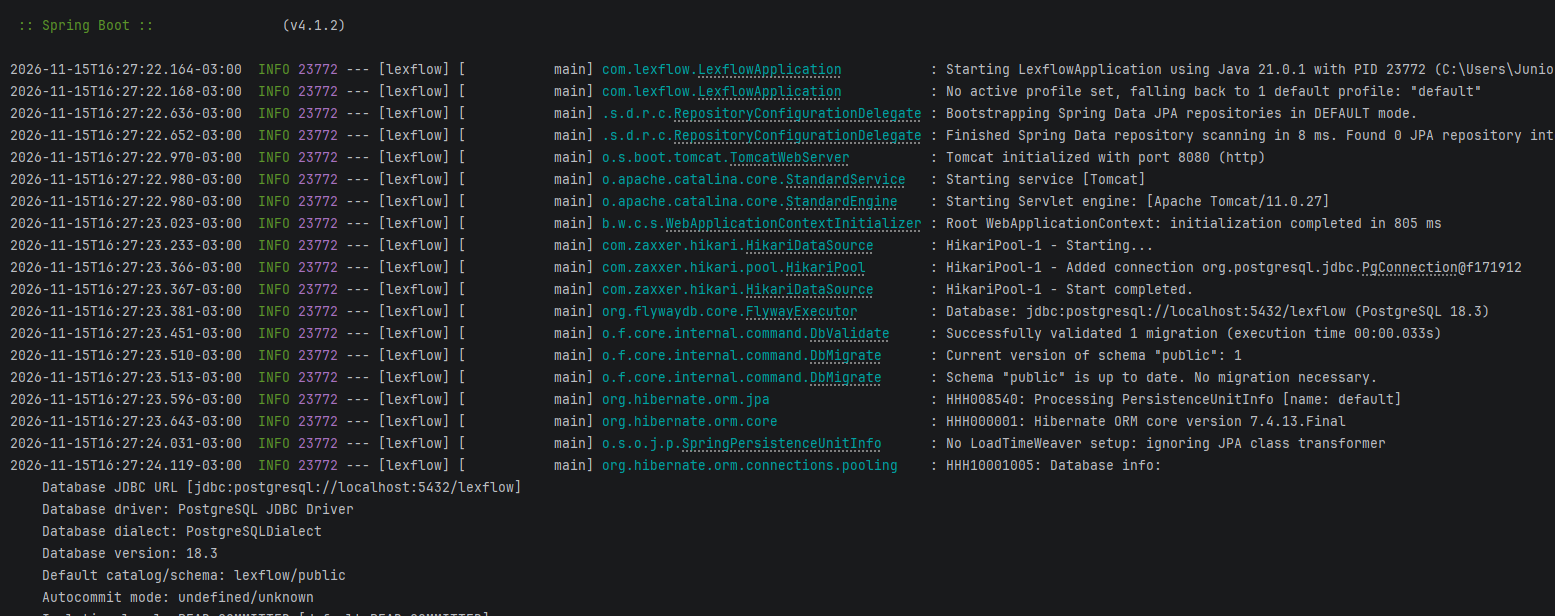 :: Spring Boot ::                (v4.1.2)
2026-11-15T16:27:22.164-03:00  INFO 23772 --- [lexflow] [           main] com.lexflow.LexflowApplication           : Starting LexflowApplication using Java 21.0.1 with PID 23772 (C:\Users\Junio
2026-11-15T16:27:22.168-03:00  INFO 23772 --- [lexflow] [           main] com.lexflow.LexflowApplication           : No active profile set, falling back to 1 default profile: "default"
2026-11-15T16:27:22.636-03:00  INFO 23772 --- [lexflow] [           main] .s.d.r.c.RepositoryConfigurationDelegate : Bootstrapping Spring Data JPA repositories in DEFAULT mode.
2026-11-15T16:27:22.652-03:00  INFO 23772 --- [lexflow] [           main] .s.d.r.c.RepositoryConfigurationDelegate : Finished Spring Data repository scanning in 8 ms. Found 0 JPA repository int
2026-11-15T16:27:22.970-03:00  INFO 23772 --- [lexflow] [           main] o.s.boot.tomcat.TomcatWebServer          : Tomcat initialized with port 8080 (http)
2026-11-15T16:27:22.980-03:00  INFO 23772 --- [lexflow] [           main] o.apache.catalina.core.StandardService   : Starting service [Tomcat]
2026-11-15T16:27:22.980-03:00  INFO 23772 --- [lexflow] [           main] o.apache.catalina.core.StandardEngine    : Starting Servlet engine: [Apache Tomcat/11.0.27]
2026-11-15T16:27:23.023-03:00  INFO 23772 --- [lexflow] [           main] b.w.c.s.WebApplicationContextInitializer : Root WebApplicationContext: initialization completed in 805 ms
2026-11-15T16:27:23.233-03:00  INFO 23772 --- [lexflow] [           main] com.zaxxer.hikari.HikariDataSource       : HikariPool-1 - Starting...
2026-11-15T16:27:23.366-03:00  INFO 23772 --- [lexflow] [           main] com.zaxxer.hikari.pool.HikariPool        : HikariPool-1 - Added connection org.postgresql.jdbc.PgConnection@f171912
2026-11-15T16:27:23.367-03:00  INFO 23772 --- [lexflow] [           main] com.zaxxer.hikari.HikariDataSource       : HikariPool-1 - Start completed.
2026-11-15T16:27:23.381-03:00  INFO 23772 --- [lexflow] [           main] org.flywaydb.core.FlywayExecutor         : Database: jdbc:postgresql://localhost:5432/lexflow (PostgreSQL 18.3)
2026-11-15T16:27:23.451-03:00  INFO 23772 --- [lexflow] [           main] o.f.core.internal.command.DbValidate     : Successfully validated 1 migration (execution time 00:00.033s)
2026-11-15T16:27:23.510-03:00  INFO 23772 --- [lexflow] [           main] o.f.core.internal.command.DbMigrate      : Current version of schema "public": 1
2026-11-15T16:27:23.513-03:00  INFO 23772 --- [lexflow] [           main] o.f.core.internal.command.DbMigrate      : Schema "public" is up to date. No migration necessary.
2026-11-15T16:27:23.596-03:00  INFO 23772 --- [lexflow] [           main] org.hibernate.orm.jpa                    : HHH008540: Processing PersistenceUnitInfo [name: default]
2026-11-15T16:27:23.643-03:00  INFO 23772 --- [lexflow] [           main] org.hibernate.orm.core                   : HHH000001: Hibernate ORM core version 7.4.13.Final
2026-11-15T16:27:24.031-03:00  INFO 23772 --- [lexflow] [           main] o.s.o.j.p.SpringPersistenceUnitInfo      : No LoadTimeWeaver setup: ignoring JPA class transformer
2026-11-15T16:27:24.119-03:00  INFO 23772 --- [lexflow] [           main] org.hibernate.orm.connections.pooling    : HHH10001005: Database info:
    Database JDBC URL [jdbc:postgresql://localhost:5432/lexflow]
    Database driver: PostgreSQL JDBC Driver
    Database dialect: PostgreSQLDialect
    Database version: 18.3
    Default catalog/schema: lexflow/public
    Autocommit mode: undefined/unknown